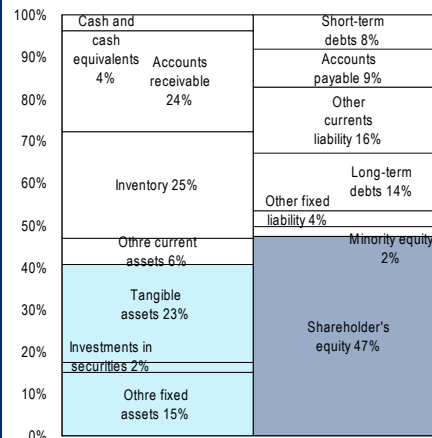 100%
90%
80%
70%
60%
50%
40%
30%
20%
10%
0%
Cash and
cash
equivalents
4%
Accounts
receivable
24%
Inventory 25%
Othre current
assets 6%
Tangible
assets 23%
Investments in
securities 2%
Othre fixed
assets 15%
Short-term
debts 8%
Accounts
payable 9%
Other
currents
liability 16%
Long-term
debts 14%
Other fixed
liability 4%
Minority equity
2%
Shareholder's
equity 47%